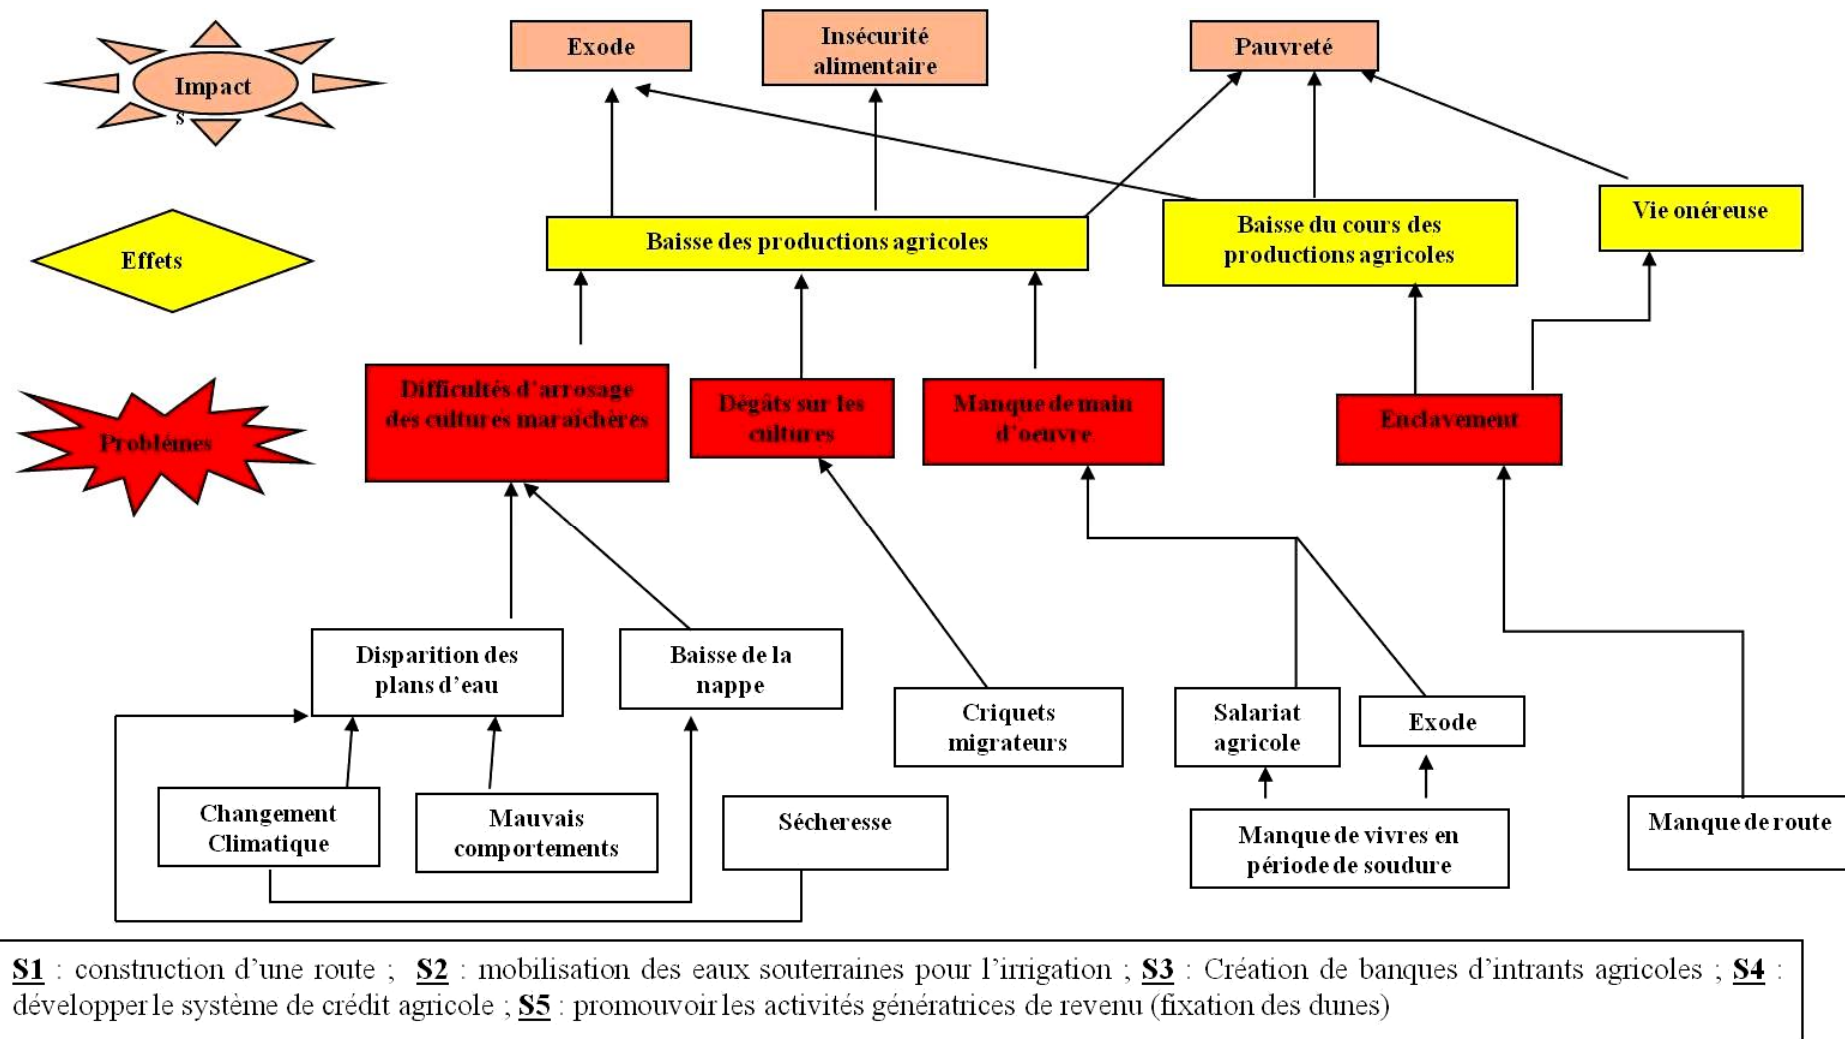 Impact
s
Exode
Insécurité
alimentaire
Pauvreté
Effets
Baisse des productions agricoles
Baisse du cours des
productions agricoles
Vie onéreuse
Problémes
Difficultés d'arrosage
des cultures maraîchères
Dégâts sur les
cultures
Manque de main
d'oeuvre
Enclavement
Disparition des
plans d'eau
Baisse de la
nappe
Criquets
migrateurs
Salariat
agricole
Exode
Changement
Climatique
Mauvais
comportements
Sécheresse
Manque de vivres en
période de soudure
Manque de route
S1 : construction d'une route ; S2 : mobilisation des eaux souterraines pour l'irrigation ; S3 : Création de banques d'intrants agricoles ; S4 :
développer le système de crédit agricole ; S5 : promouvoir les activités génératrices de revenu (fixation des dunes)